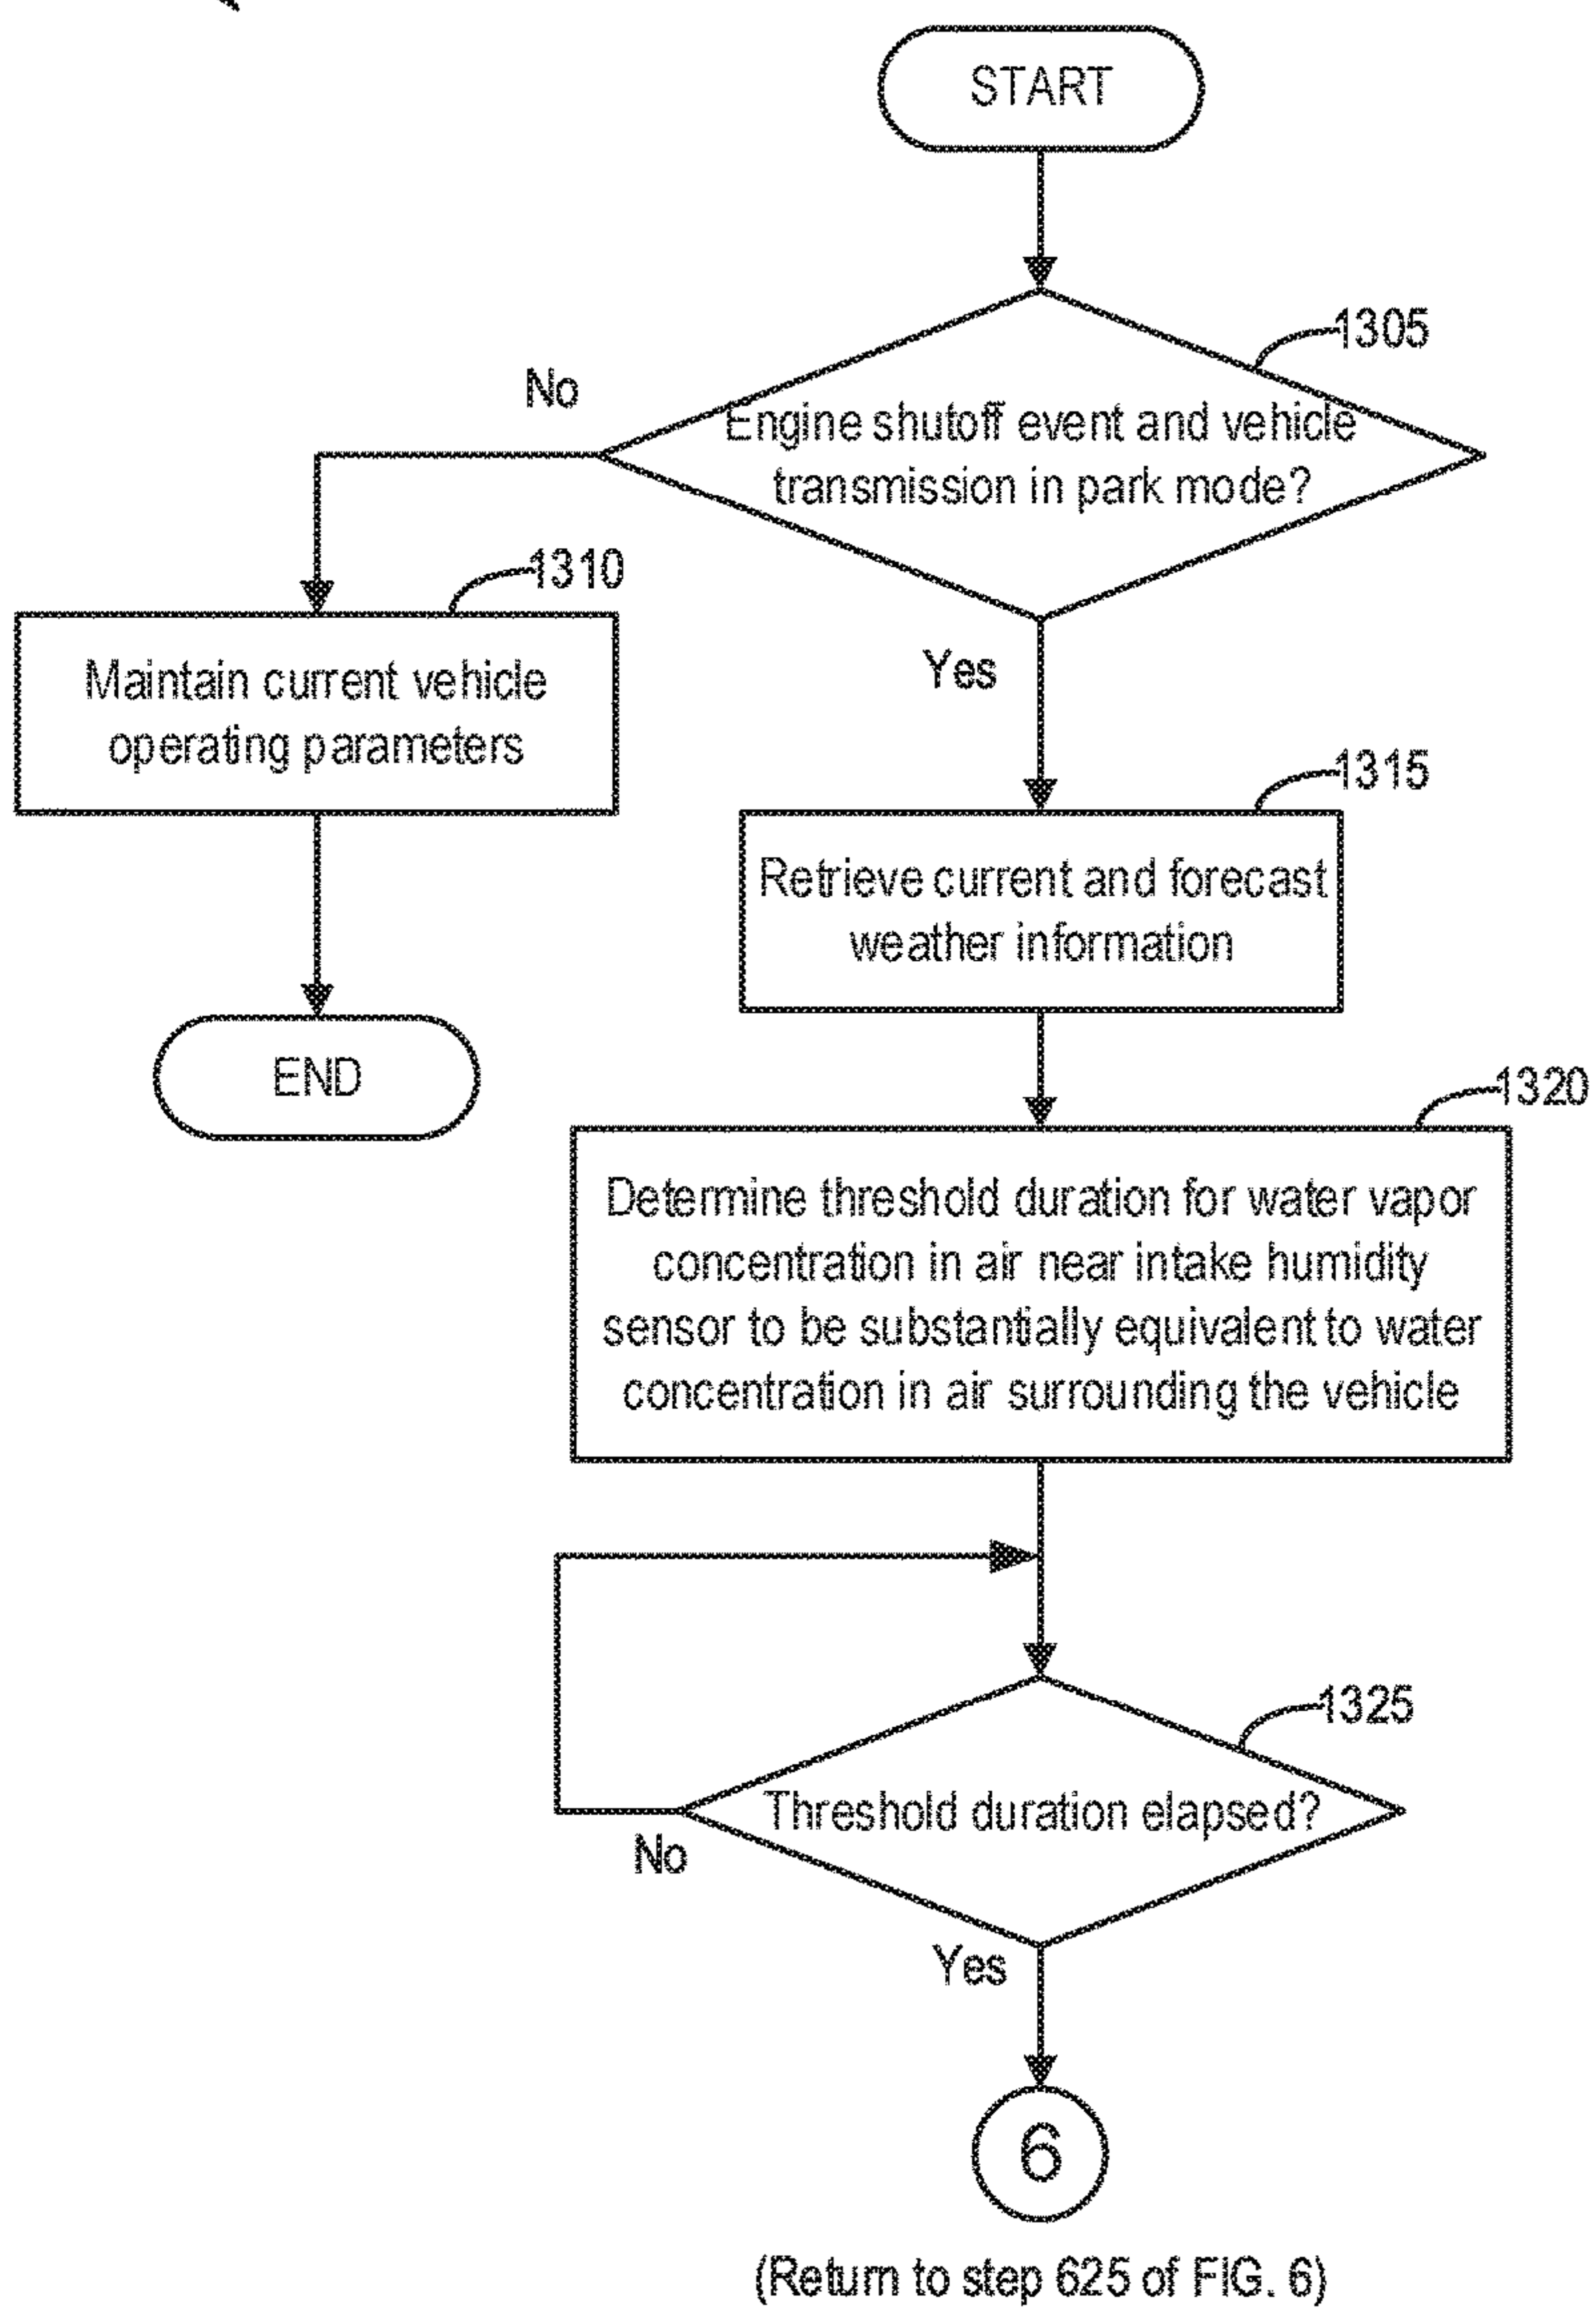 START
1305
No
Engine shutoff event and vehicle
transmission in park mode?
1310
Maintain current vehicle
operating parameters
Yes
1315
Retrieve current and forecast
weather information
END
1320
Determine threshold duration for water vapor
concentration in air near intake humidity
sensor to be substantially equivalent to water
concentration in air surrounding the vehicle
1325
Threshold duration elapsed?
No
Yes
6
(Return to step 625 of FIG. 6)